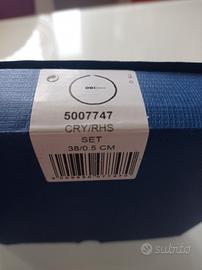 5007747
CRY/RHS
SET
38/0.5 CM
subito